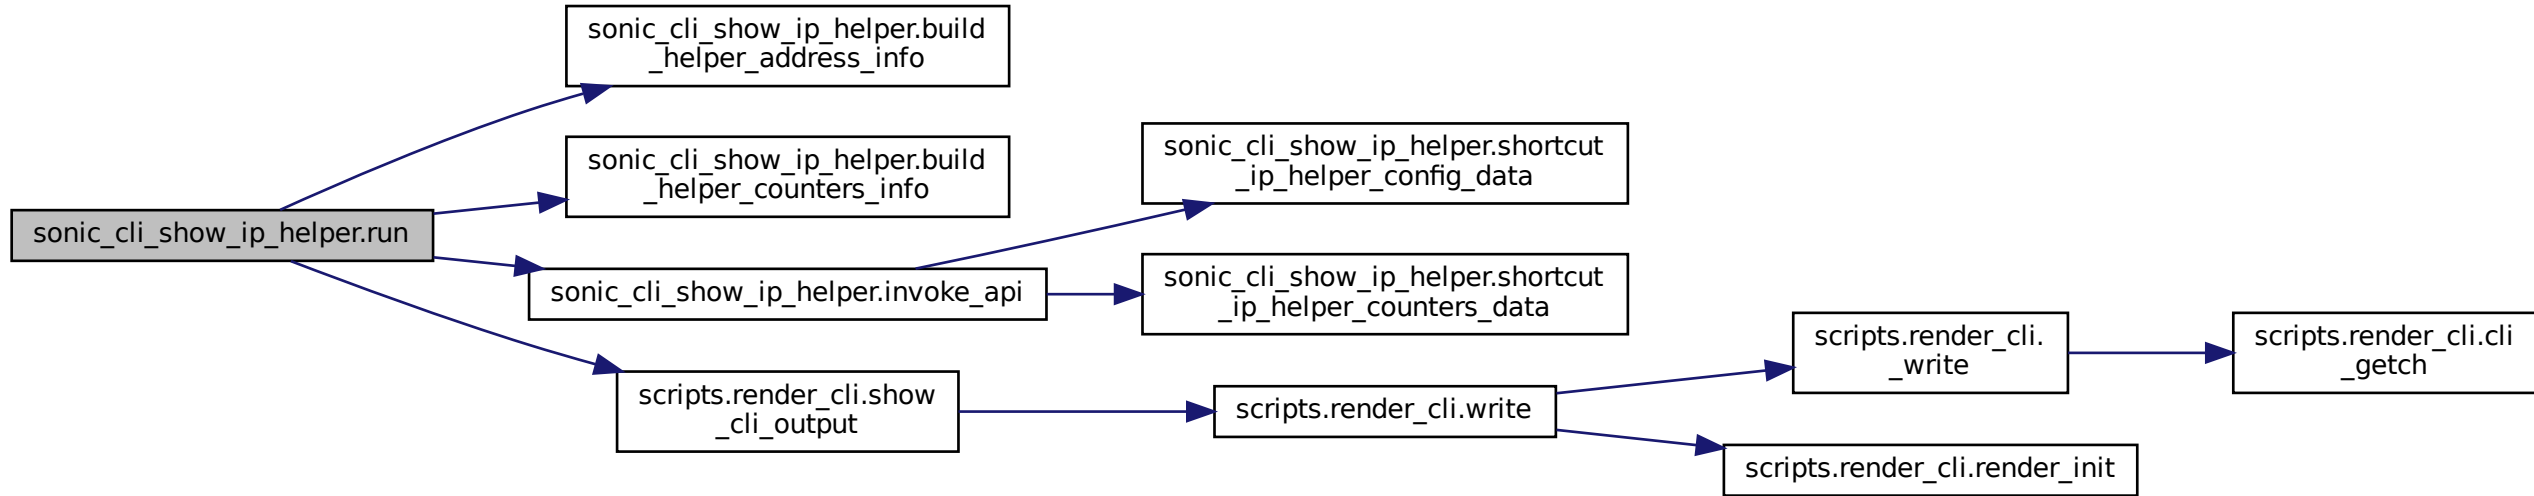 sonic_cli_show_ip_helper.run
sonic_cli_show_ip_helper.build
_helper_address_info
sonic_cli_show_ip_helper.build
_helper_counters_info
sonic_cli_show_ip_helper.invoke_api
scripts.render_cli.show
_cli_output
sonic_cli_show_ip_helper.shortcut
_ip_helper_config_data
sonic_cli_show_ip_helper.shortcut
_ip_helper_counters_data
scripts.render_cli.write
scripts.render_cli.
_write
scripts.render_cli.render_init
scripts.render_cli.cli
_getch